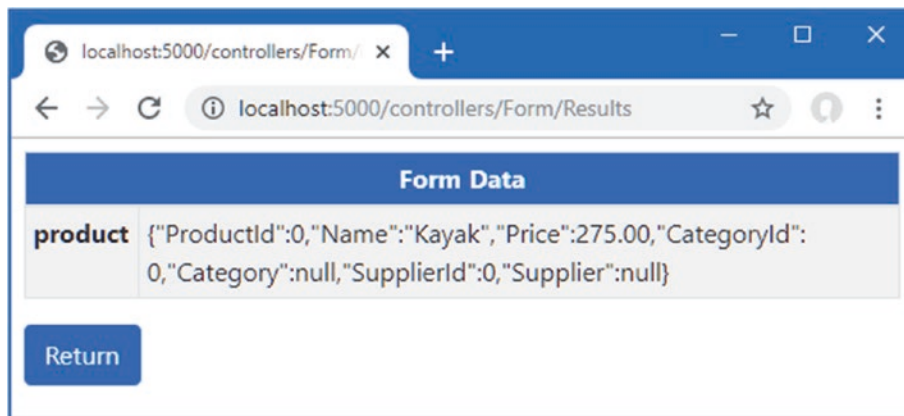 localhost:5000/controllers/Form/
localhost:5000/controllers/Form/Results
Form Data
product {"ProductId":0,"Name":"Kayak","Price":275.00,"CategoryId":
0,"Category":null,"SupplierId":0,"Supplier":null}
Return